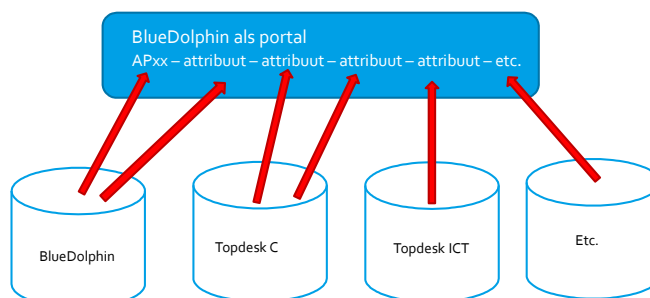 BlueDolphin als portal
APxx – attribuut – attribuut – attribuut – attribuut – etc.
BlueDolphin
Topdesk C
Topdesk ICT
Etc.